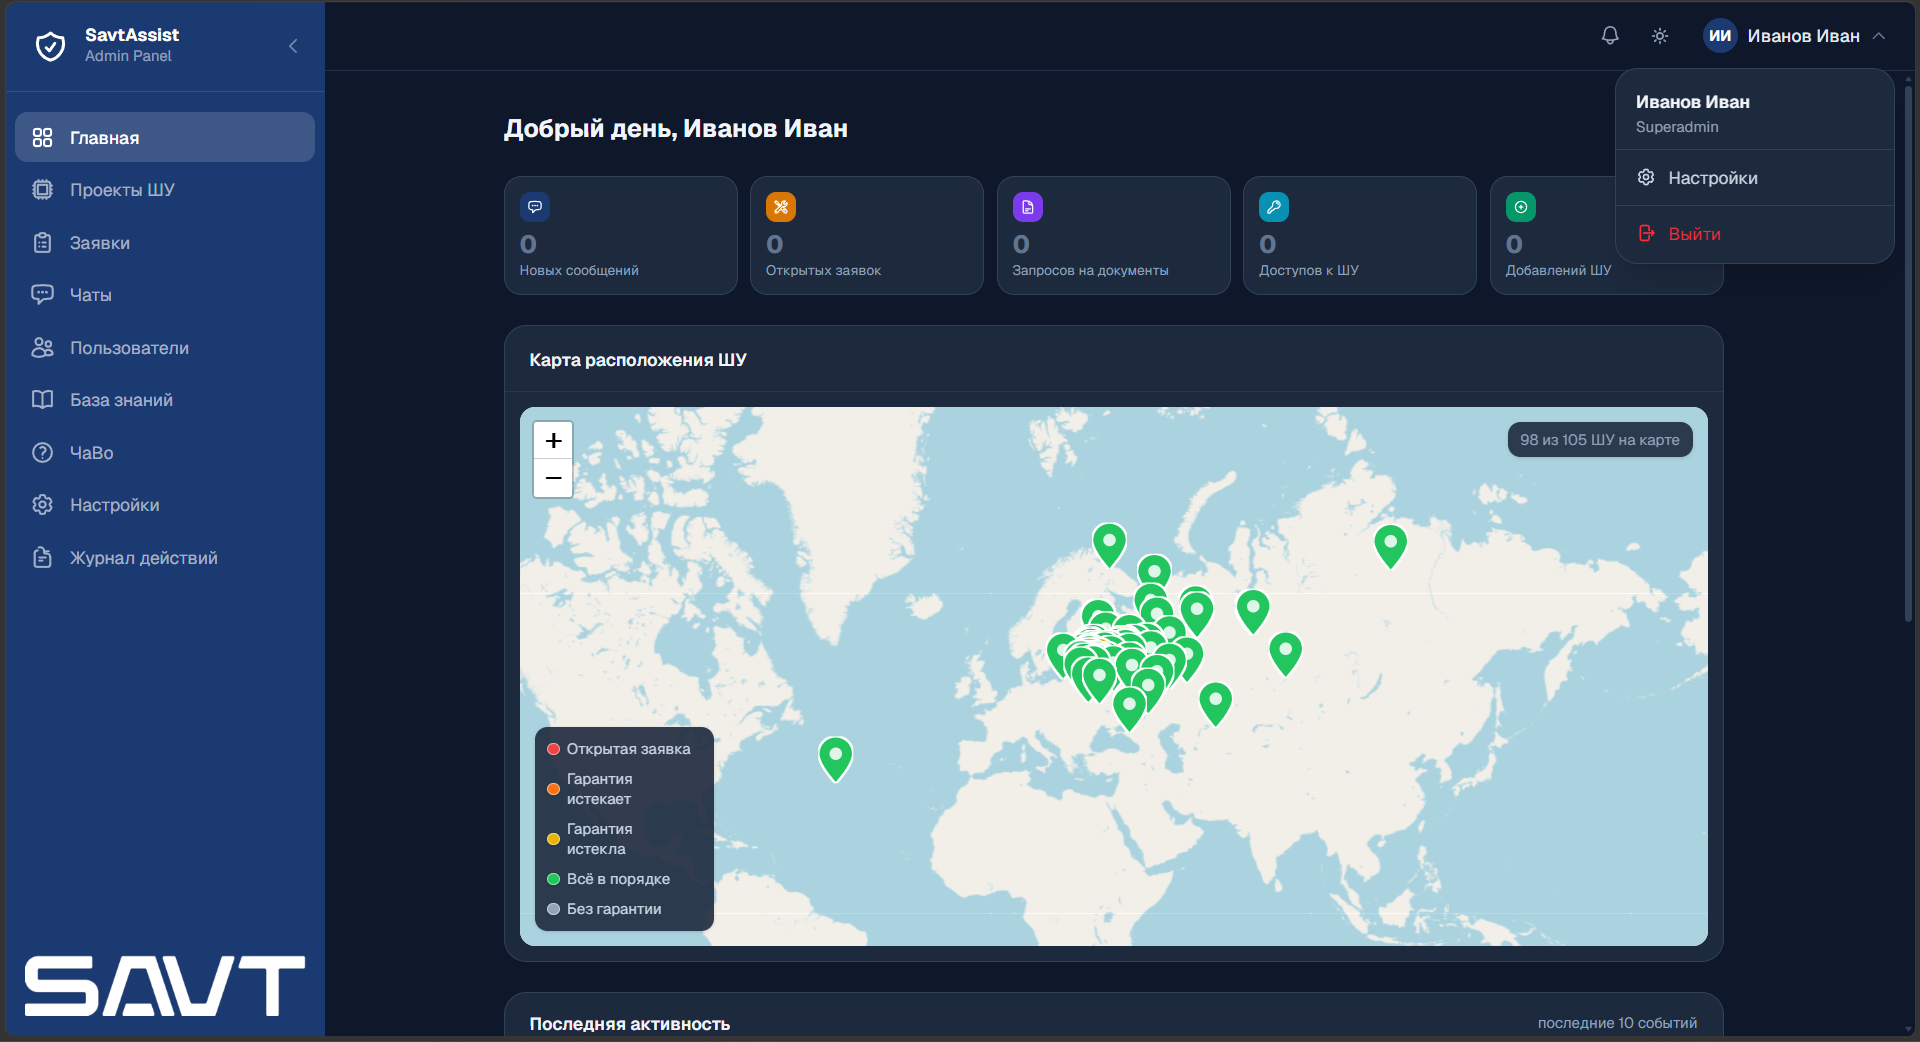 SavtAssist
Admin Panel
Главная
Проекты ШУ
Заявки
Чаты
Пользователи
База знаний
ЧаВо
Настройки
Журнал действий
SAVT
ИИ Иванов Иван
Иванов Иван
Superadmin
Настройки
Выйти
Добрый день, Иванов Иван
0
Новых сообщений
0
Открытых заявок
0
Запросов на документы
0
Доступов к ШУ
0
Добавлений ШУ
Карта расположения ШУ
+
−
98 из 105 ШУ на карте
Открытая заявка
Гарантия
истекает
Гарантия
истекла
Всё в порядке
Без гарантии
Последняя активность
последние 10 событий